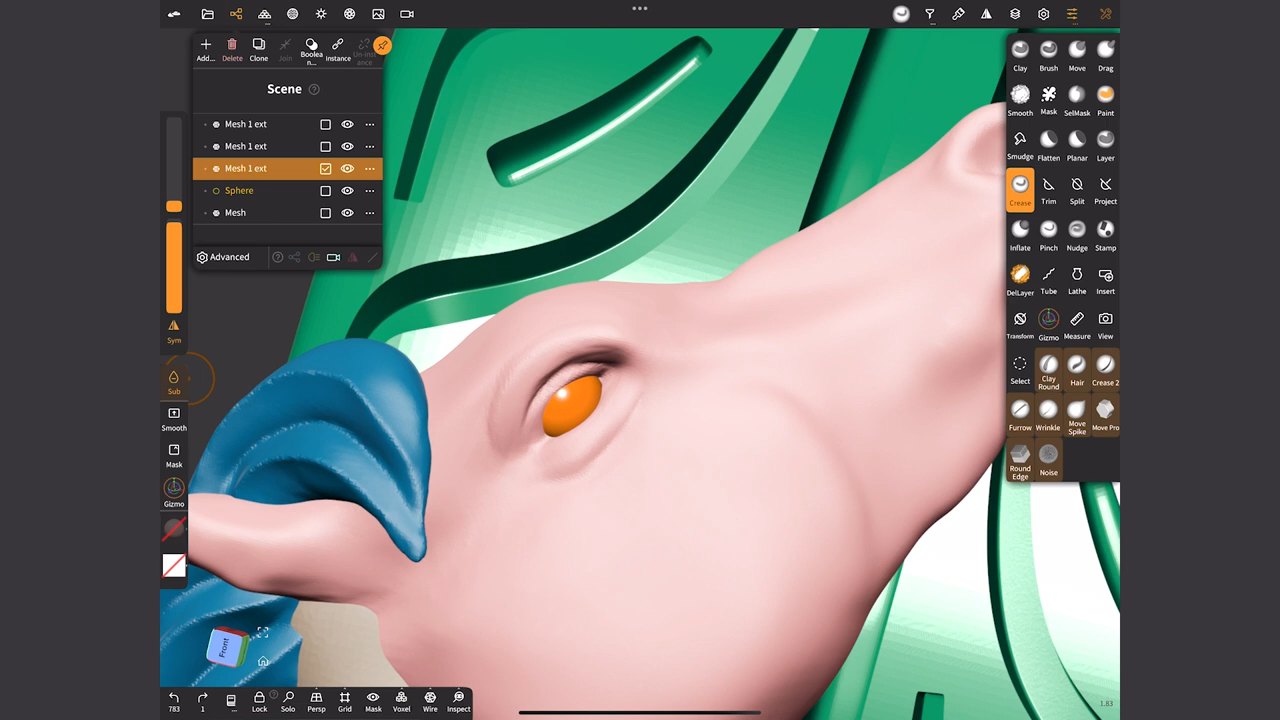 Add...
Delete
Clone
Join
Boolea
n...
Instance
Un-inst
ance
Scene ?
Mesh 1 ext
Mesh 1 ext
Mesh 1 ext
Sphere
Mesh
Advanced
?
Sym
Sub
Smooth
Mask
Gizmo
Front
783
1
...
Lock
?
Solo
Persp
Grid
Mask
Voxel
Wire
Inspect
Clay
Brush
Move
Drag
Smooth
Mask
SelMask
Paint
Smudge
Flatten
Planar
Layer
Crease
Trim
Split
Project
Inflate
Pinch
Nudge
Stamp
DelLayer
Tube
Lathe
Insert
Transform
Gizmo
Measure
View
Select
Clay
Round
Hair
Crease 2
Furrow
Wrinkle
Move
Spike
Move Pro
Round
Edge
Noise
1.83